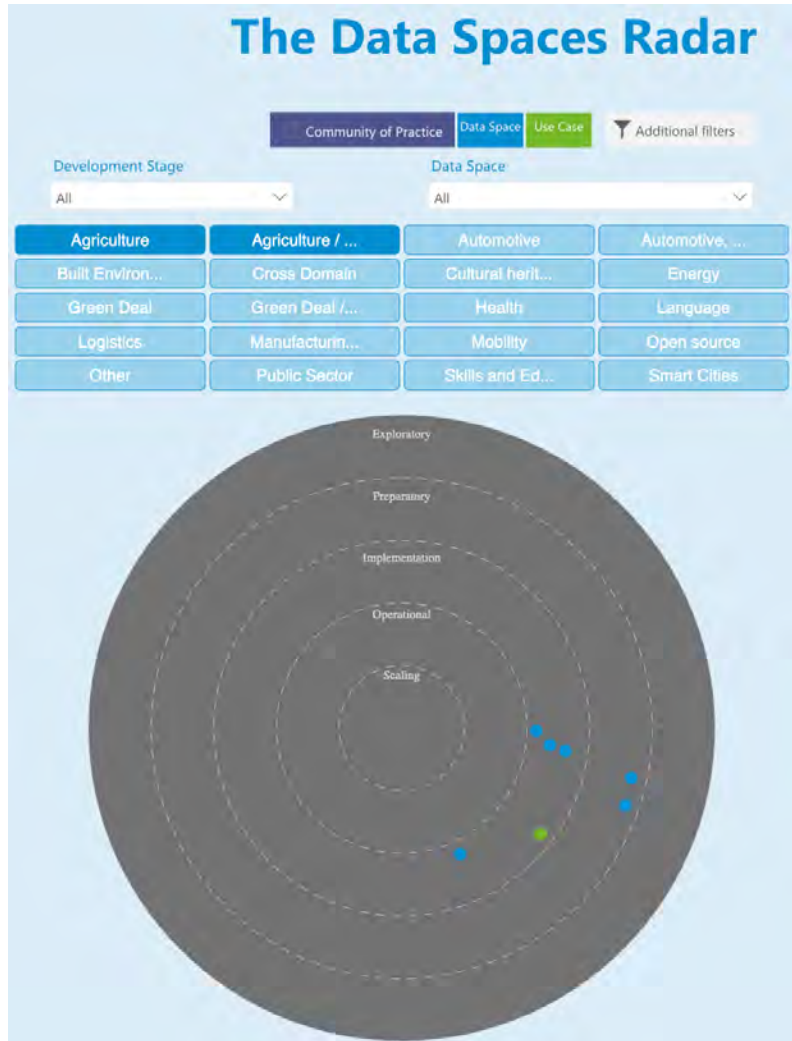 The Data Spaces Radar
Community of Practice Data Space Use Case Additional filters
Development Stage Data Space
All All
Agriculture Agriculture / ... Automotive Automotive, ...
Built Environ... Cross Domain Cultural herit... Energy
Green Deal Green Deal /... Health Language
Logistics Manufacturin... Mobility Open source
Other Public Sector Skills and Ed... Smart Cities
Exploratory
Preparatory
Implementation
Operational
Scaling